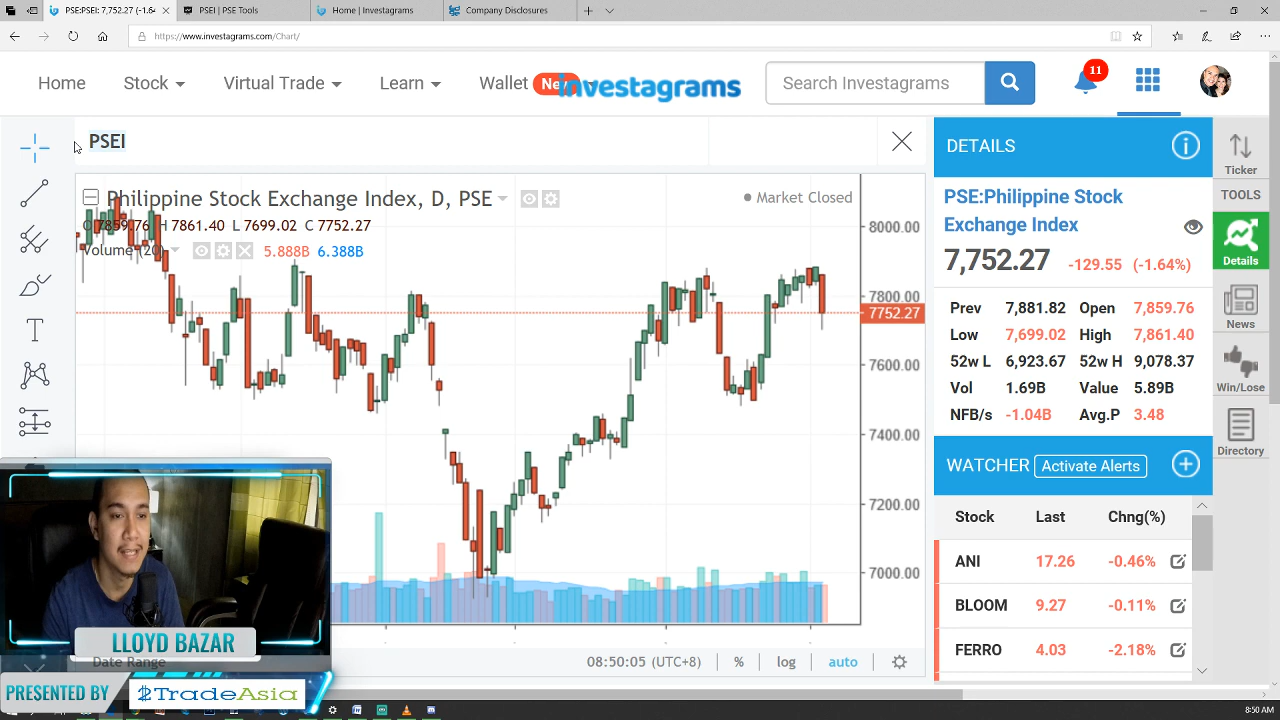 PSE:PSEI: 7,752.27 (-1.64
PSEI | PSE Tools
Home | Investagrams
Company Disclosures
https://www.investagrams.com/Chart/
Home
Stock
Virtual Trade
Learn
Wallet
investagrams
Search Investagrams
11
PSEI
Philippine Stock Exchange Index, D, PSE
Market Closed
O 7859.76 H 7861.40 L 7699.02 C 7752.27
Volume (20)
5.888B 6.388B
8000.00
7800.00
7752.27
7600.00
7400.00
7200.00
7000.00
Date Range
08:50:05 (UTC+8)
%
log
auto
DETAILS
PSE:Philippine Stock
Exchange Index
7,752.27 -129.55 (-1.64%)
Prev 7,881.82 Open 7,859.76
Low 7,699.02 High 7,861.40
52w L 6,923.67 52w H 9,078.37
Vol 1.69B Value 5.89B
NFB/s -1.04B Avg.P 3.48
WATCHER Activate Alerts
Stock Last Chng(%)
ANI 17.26 -0.46%
BLOOM 9.27 -0.11%
FERRO 4.03 -2.18%
Ticker
TOOLS
Details
News
Win/Lose
Directory
LLOYD BAZAR
PRESENTED BY
TradeAsia
8:50 AM